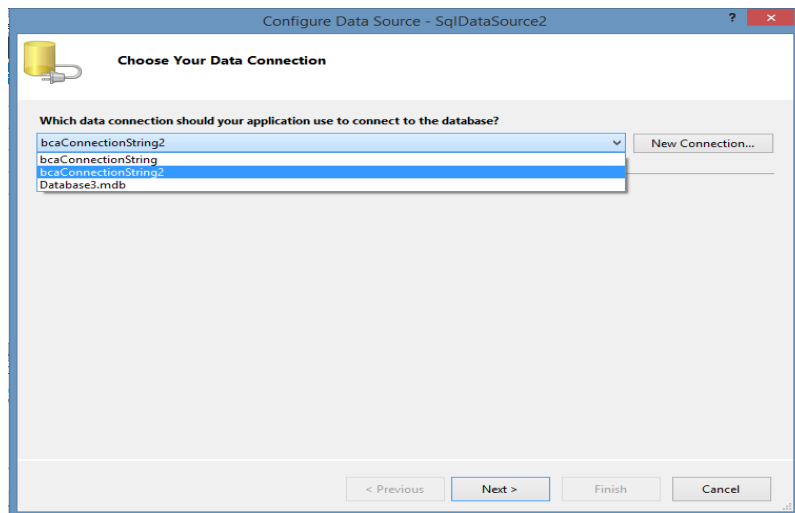 Configure Data Source - SqlDataSource2
?
Choose Your Data Connection
Which data connection should your application use to connect to the database?
bcaConnectionString2
New Connection...
bcaConnectionString
bcaConnectionString2
Database3.mdb
< Previous
Next >
Finish
Cancel